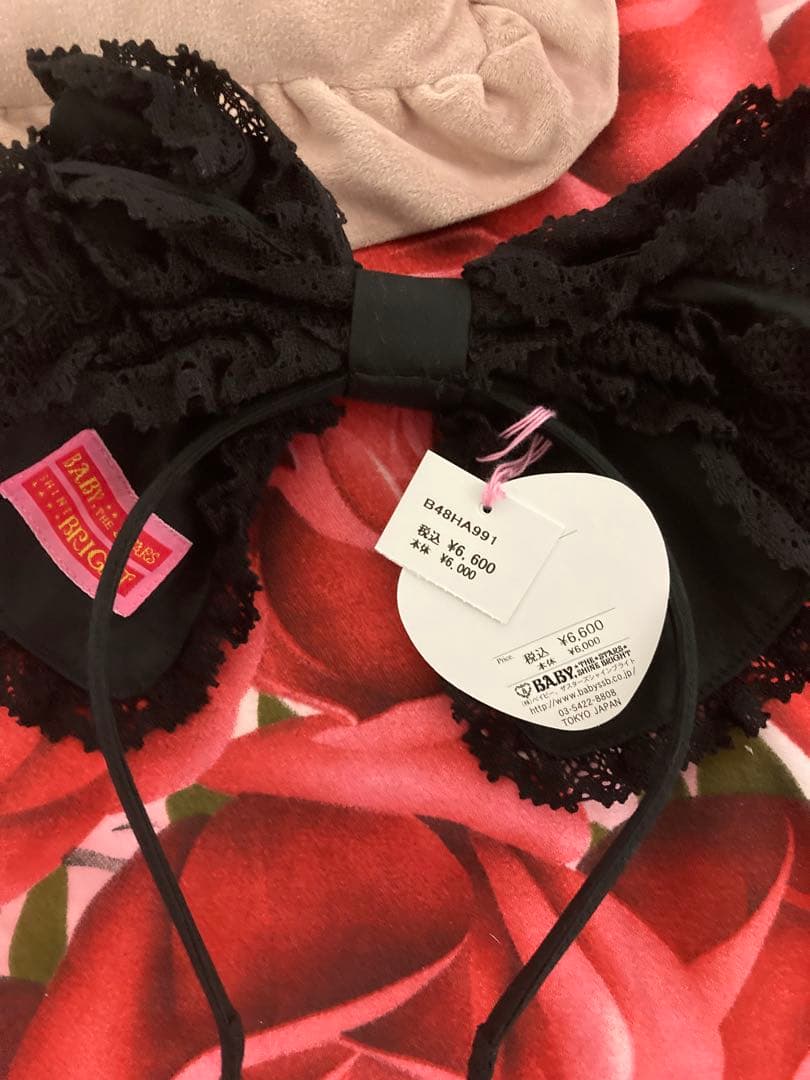 BABY,
THE STARS
SHINE
BRIGHT
B48HA991
税込 ¥6,600
本体 ¥6,000
Price.
税込 ¥6,600
本体 ¥6,000
BABY, THE★STARS SHINE BRIGHT
(株)ベイビー、ザスターズシャインブライト
http://www.babyssb.co.jp/
03-5422-8808
TOKYO JAPAN